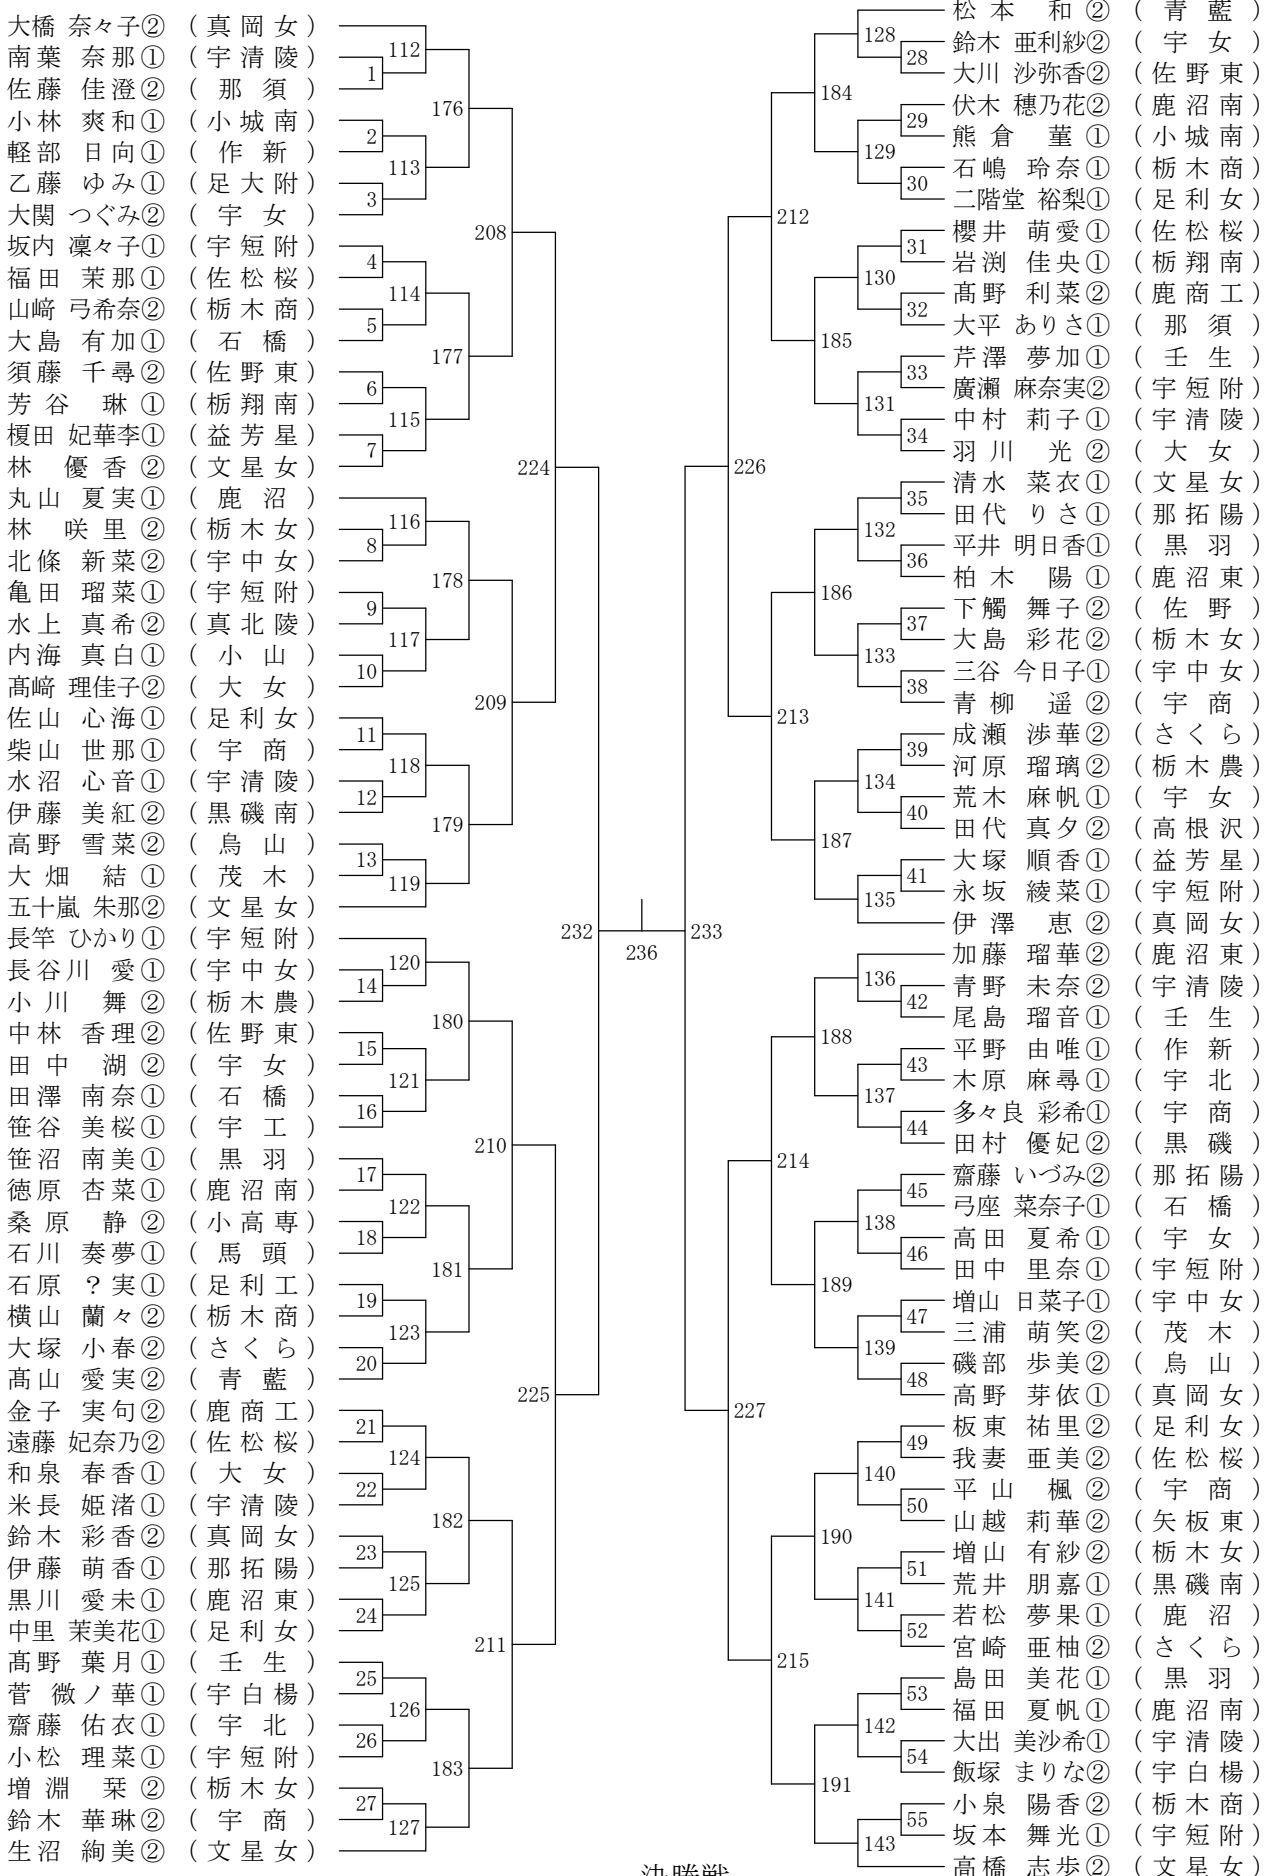 大橋 奈々子② （ 真 岡 女 ）
南葉 奈那① （ 宇 清 陵 ）
佐藤 佳澄② （ 那 須 ）
小林 爽和① （ 小 城 南 ）
軽部 日向① （ 作 新 ）
乙藤 ゆみ① （ 足 大 附 ）
大関 つぐみ② （ 宇 女 ）
坂内 凜々子① （ 宇 短 附 ）
福田 茉那① （ 佐 松 桜 ）
山﨑 弓希奈② （ 栃 木 商 ）
大島 有加① （ 石 橋 ）
須藤 千尋② （ 佐 野 東 ）
芳谷 琳① （ 栃 翔 南 ）
榎田 妃華李① （ 益 芳 星 ）
林 優香② （ 文 星 女 ）
丸山 夏実① （ 鹿 沼 ）
林 咲里② （ 栃 木 女 ）
北條 新菜② （ 宇 中 女 ）
亀田 瑠菜① （ 宇 短 附 ）
水上 真希② （ 真 北 陵 ）
内海 真白① （ 小 山 ）
髙﨑 理佳子② （ 大 女 ）
佐山 心海① （ 足 利 女 ）
柴山 世那① （ 宇 商 ）
水沼 心音① （ 宇 清 陵 ）
伊藤 美紅② （ 黒 磯 南 ）
高野 雪菜② （ 烏 山 ）
大畑 結① （ 茂 木 ）
五十嵐 朱那② （ 文 星 女 ）
長竿 ひかり① （ 宇 短 附 ）
長谷川 愛① （ 宇 中 女 ）
小川 舞② （ 栃 木 農 ）
中林 香理② （ 佐 野 東 ）
田中 湖② （ 宇 女 ）
田澤 南奈① （ 石 橋 ）
笹谷 美桜① （ 宇 工 ）
笹沼 南美① （ 黒 羽 ）
徳原 杏菜① （ 鹿 沼 南 ）
桑原 静② （ 小 高 専 ）
石川 奏夢① （ 馬 頭 ）
石原 ？実① （ 足 利 工 ）
横山 蘭々② （ 栃 木 商 ）
大塚 小春② （ さ く ら ）
髙山 愛実② （ 青 藍 ）
金子 実句② （ 鹿 商 工 ）
遠藤 妃奈乃② （ 佐 松 桜 ）
和泉 春香① （ 大 女 ）
米長 姫渚① （ 宇 清 陵 ）
鈴木 彩香② （ 真 岡 女 ）
伊藤 萌香① （ 那 拓 陽 ）
黒川 愛未① （ 鹿 沼 東 ）
中里 茉美花① （ 足 利 女 ）
髙野 葉月① （ 壬 生 ）
菅 微ノ華① （ 宇 白 楊 ）
齋藤 佑衣① （ 宇 北 ）
小松 理菜① （ 宇 短 附 ）
増淵 栞② （ 栃 木 女 ）
鈴木 華琳② （ 宇 商 ）
生沼 絢美② （ 文 星 女 ）
112
1
176
2
113
3
208
4
114
5
177
6
115
7
224
116
8
178
9
117
10
209
11
118
12
179
13
119
232
120
14
180
15
121
16
210
17
122
18
181
19
123
20
225
21
124
22
182
23
125
24
211
25
126
26
183
27
127
236
233
128
28
184
29
129
30
212
31
130
32
185
33
131
34
226
35
132
36
186
37
133
38
213
39
134
40
187
41
135
136
42
188
43
137
44
214
45
138
46
189
47
139
48
227
49
140
50
190
51
141
52
215
53
142
54
191
55
143
松本 和② （ 青 藍 ）
鈴木 亜利紗② （ 宇 女 ）
大川 沙弥香② （ 佐 野 東 ）
伏木 穂乃花② （ 鹿 沼 南 ）
熊倉 菫① （ 小 城 南 ）
石嶋 玲奈① （ 栃 木 商 ）
二階堂 裕梨① （ 足 利 女 ）
櫻井 萌愛① （ 佐 松 桜 ）
岩渕 佳央① （ 栃 翔 南 ）
髙野 利菜② （ 鹿 商 工 ）
大平 ありさ① （ 那 須 ）
芹澤 夢加① （ 壬 生 ）
廣瀬 麻奈実② （ 宇 短 附 ）
中村 莉子① （ 宇 清 陵 ）
羽川 光② （ 大 女 ）
清水 菜衣① （ 文 星 女 ）
田代 りさ① （ 那 拓 陽 ）
平井 明日香① （ 黒 羽 ）
柏木 陽① （ 鹿 沼 東 ）
下觸 舞子② （ 佐 野 ）
大島 彩花② （ 栃 木 女 ）
三谷 今日子① （ 宇 中 女 ）
青柳 遥② （ 宇 商 ）
成瀬 渉華② （ さ く ら ）
河原 瑠璃② （ 栃 木 農 ）
荒木 麻帆① （ 宇 女 ）
田代 真夕② （ 高 根 沢 ）
大塚 順香① （ 益 芳 星 ）
永坂 綾菜① （ 宇 短 附 ）
伊澤 恵② （ 真 岡 女 ）
加藤 瑠華② （ 鹿 沼 東 ）
青野 未奈② （ 宇 清 陵 ）
尾島 瑠音① （ 壬 生 ）
平野 由唯① （ 作 新 ）
木原 麻尋① （ 宇 北 ）
多々良 彩希① （ 宇 商 ）
田村 優妃② （ 黒 磯 ）
齋藤 いづみ② （ 那 拓 陽 ）
弓座 菜奈子① （ 石 橋 ）
高田 夏希① （ 宇 女 ）
田中 里奈① （ 宇 短 附 ）
増山 日菜子① （ 宇 中 女 ）
三浦 萌笑② （ 茂 木 ）
磯部 歩美② （ 烏 山 ）
高野 芽依① （ 真 岡 女 ）
板東 祐里② （ 足 利 女 ）
我妻 亜美② （ 佐 松 桜 ）
平山 楓② （ 宇 商 ）
山越 莉華② （ 矢 板 東 ）
増山 有紗② （ 栃 木 女 ）
荒井 朋嘉① （ 黒 磯 南 ）
若松 夢果① （ 鹿 沼 ）
宮崎 亜柚② （ さ く ら ）
島田 美花① （ 黒 羽 ）
福田 夏帆① （ 鹿 沼 南 ）
大出 美沙希① （ 宇 清 陵 ）
飯塚 まりな② （ 宇 白 楊 ）
小泉 陽香② （ 栃 木 商 ）
坂本 舞光① （ 宇 短 附 ）
高橋 志歩② （ 文 星 女 ）
決勝戦